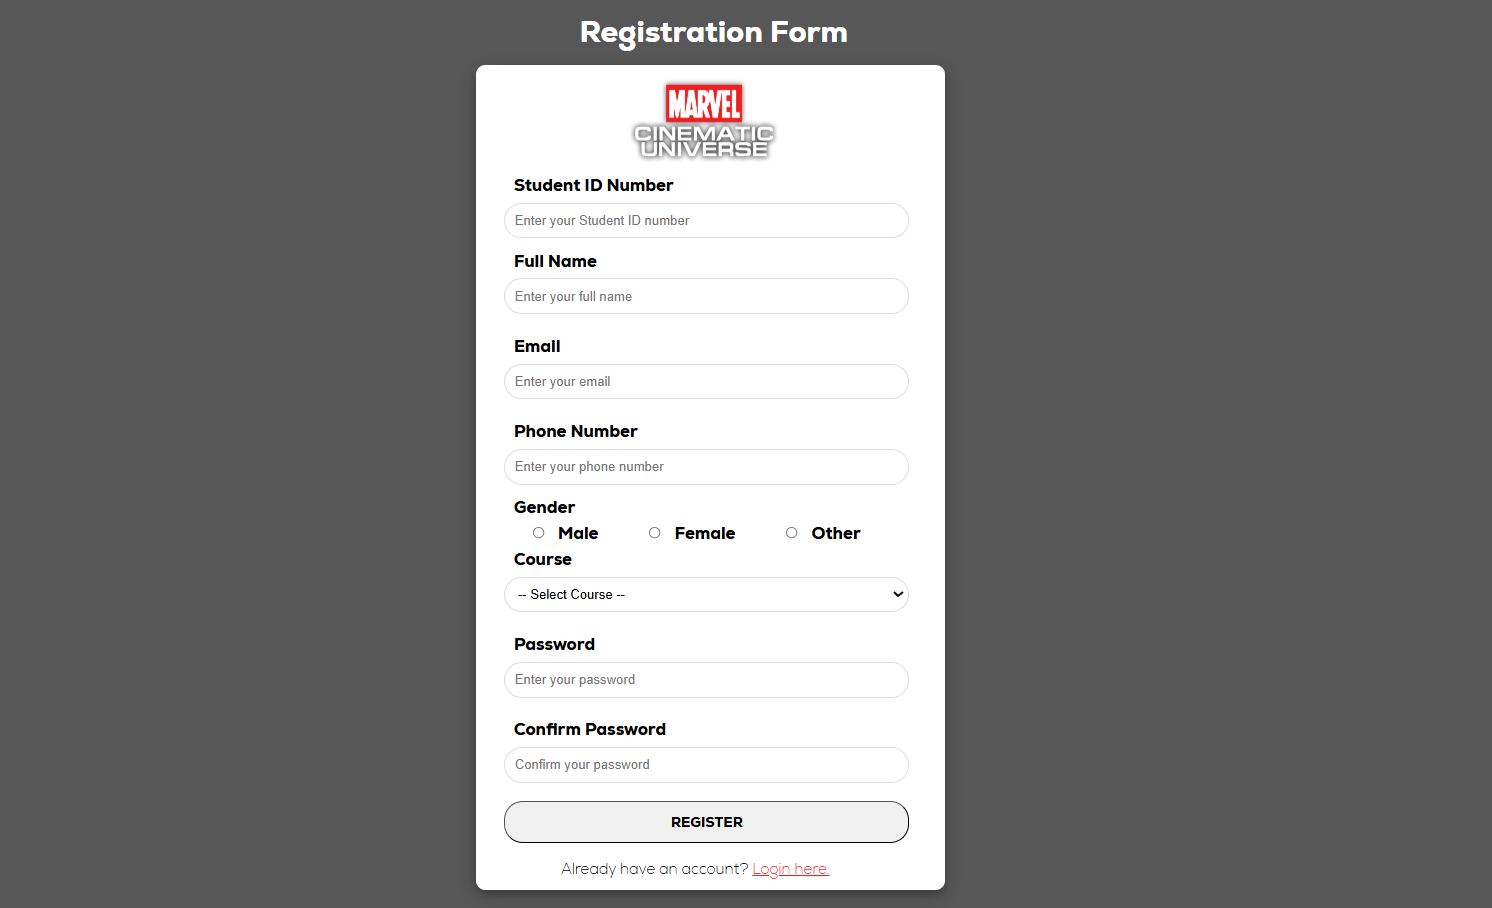 Registration Form
MARVEL
CINEMATIC
UNIVERSE
Student ID Number
Enter your Student ID number
Full Name
Enter your full name
Email
Enter your email
Phone Number
Enter your phone number
Gender
Male Female Other
Course
-- Select Course --
Password
Enter your password
Confirm Password
Confirm your password
REGISTER
Already have an account? Login here.